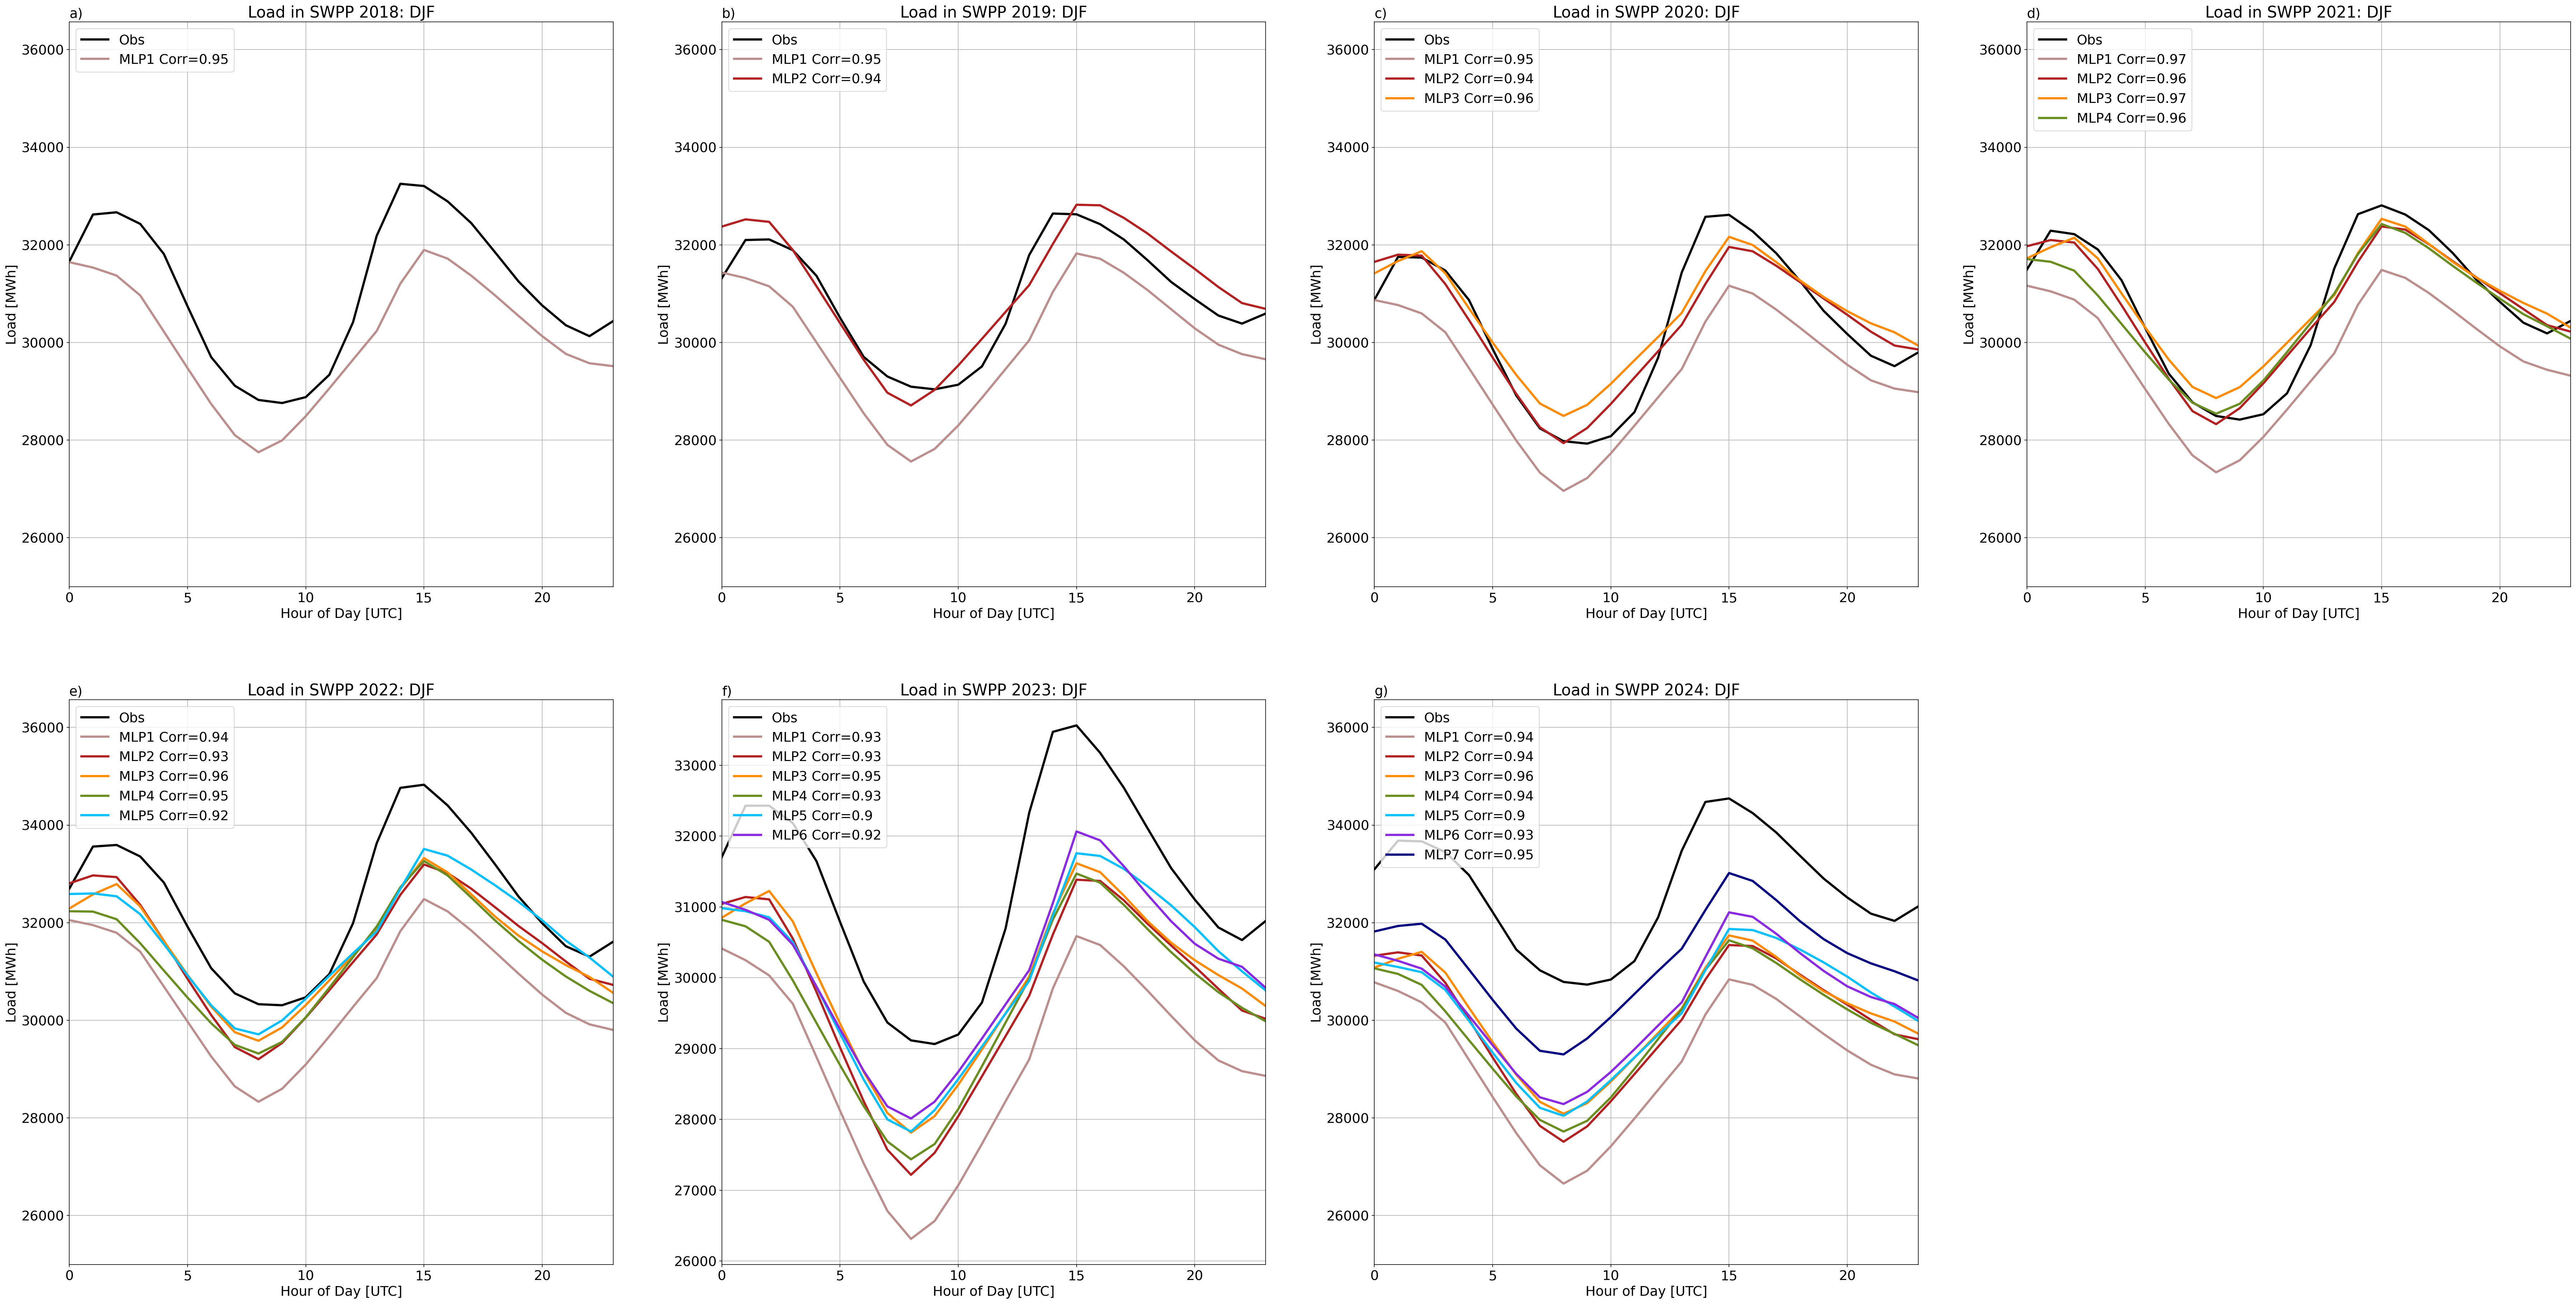 a) Load in SWPP 2018: DJF
Obs
MLP1 Corr=0.95
36000
34000
32000
30000
28000
26000
Load [MWh]
0 5 10 15 20
Hour of Day [UTC]
b) Load in SWPP 2019: DJF
Obs
MLP1 Corr=0.95
MLP2 Corr=0.94
36000
34000
32000
30000
28000
26000
Load [MWh]
0 5 10 15 20
Hour of Day [UTC]
c) Load in SWPP 2020: DJF
Obs
MLP1 Corr=0.95
MLP2 Corr=0.94
MLP3 Corr=0.96
36000
34000
32000
30000
28000
26000
Load [MWh]
0 5 10 15 20
Hour of Day [UTC]
d) Load in SWPP 2021: DJF
Obs
MLP1 Corr=0.97
MLP2 Corr=0.96
MLP3 Corr=0.97
MLP4 Corr=0.96
36000
34000
32000
30000
28000
26000
Load [MWh]
0 5 10 15 20
Hour of Day [UTC]
e) Load in SWPP 2022: DJF
Obs
MLP1 Corr=0.94
MLP2 Corr=0.93
MLP3 Corr=0.96
MLP4 Corr=0.95
MLP5 Corr=0.92
36000
34000
32000
30000
28000
26000
Load [MWh]
0 5 10 15 20
Hour of Day [UTC]
f) Load in SWPP 2023: DJF
Obs
MLP1 Corr=0.93
MLP2 Corr=0.93
MLP3 Corr=0.95
MLP4 Corr=0.93
MLP5 Corr=0.9
MLP6 Corr=0.92
33000
32000
31000
30000
29000
28000
27000
26000
Load [MWh]
0 5 10 15 20
Hour of Day [UTC]
g) Load in SWPP 2024: DJF
Obs
MLP1 Corr=0.94
MLP2 Corr=0.94
MLP3 Corr=0.96
MLP4 Corr=0.94
MLP5 Corr=0.9
MLP6 Corr=0.93
MLP7 Corr=0.95
36000
34000
32000
30000
28000
26000
Load [MWh]
0 5 10 15 20
Hour of Day [UTC]